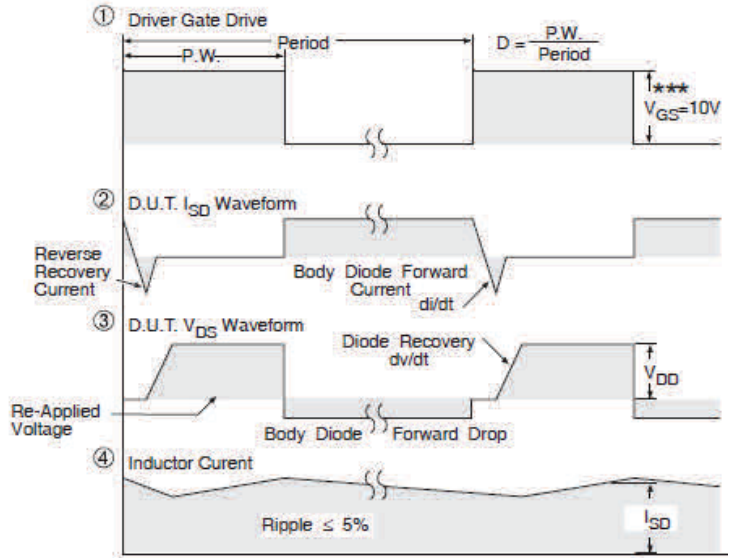 ① Driver Gate Drive
Period
P.W.
D = P.W. / Period
***
VGS=10V
② D.U.T. ISD Waveform
Reverse
Recovery
Current
Body Diode Forward
Current
di/dt
③ D.U.T. VDS Waveform
Diode Recovery
dv/dt
VDD
Re-Applied
Voltage
Body Diode Forward Drop
④ Inductor Curent
Ripple ≤ 5%
ISD